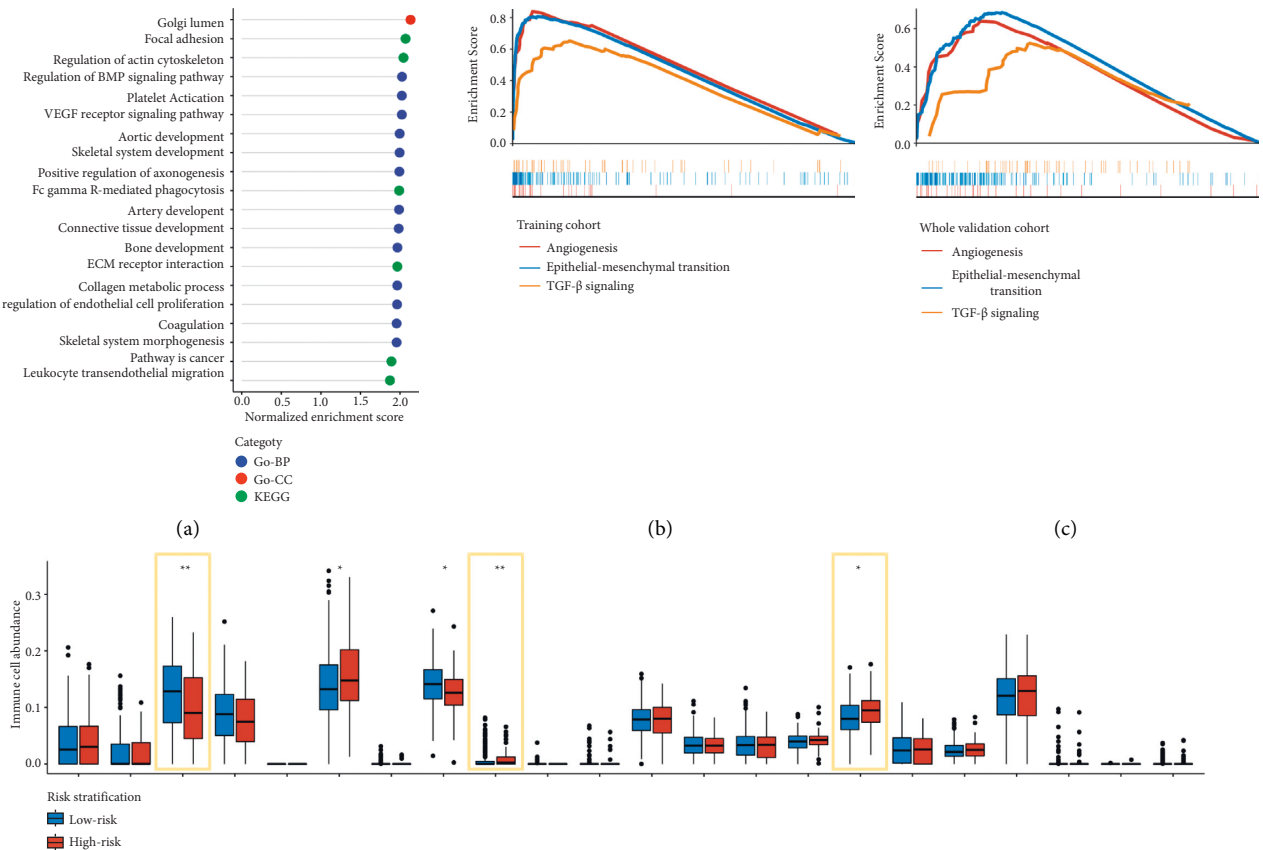 Golgi lumen
Focal adhesion
Regulation of actin cytoskeleton
Regulation of BMP signaling pathway
Platelet Actication
VEGF receptor signaling pathway
Aortic development
Skeletal system development
Positive regulation of axonogenesis
Fc gamma R-mediated phagocytosis
Artery developent
Connective tissue development
Bone development
ECM receptor interaction
Collagen metabolic process
regulation of endothelial cell proliferation
Coagulation
Skeletal system morphogenesis
Pathway is cancer
Leukocyte transendothelial migration
0.0 0.5 1.0 1.5 2.0
Normalized enrichment score
Categoty
Go-BP
Go-CC
KEGG
(a)
Enrichment Score
0.8
0.6
0.4
0.2
0.0
Training cohort
Angiogenesis
Epithelial-mesenchymal transition
TGF-β signaling
(b)
Enrichment Score
0.6
0.4
0.2
0.0
Whole validation cohort
Angiogenesis
Epithelial-mesenchymal
transition
TGF-β signaling
(c)
Immune cell abundance
0.3
0.2
0.1
0.0
** * * ** *
Risk stratification
Low-risk
High-risk